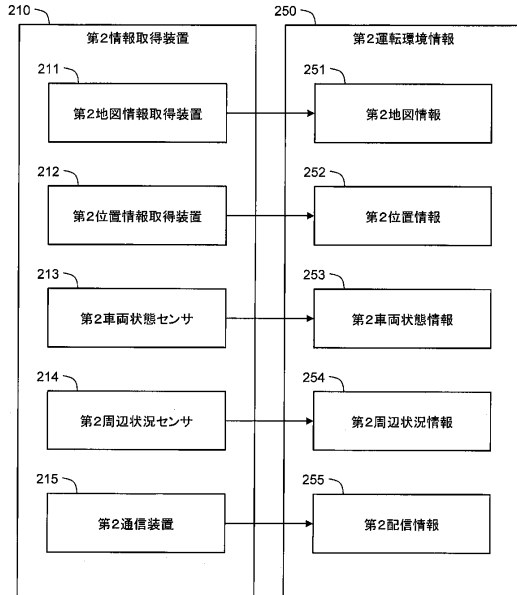 210
第2情報取得装置
250
第2運転環境情報
211
第2地図情報取得装置
251
第2地図情報
212
第2位置情報取得装置
252
第2位置情報
213
第2車両状態センサ
253
第2車両状態情報
214
第2周辺状況センサ
254
第2周辺状況情報
215
第2通信装置
255
第2配信情報